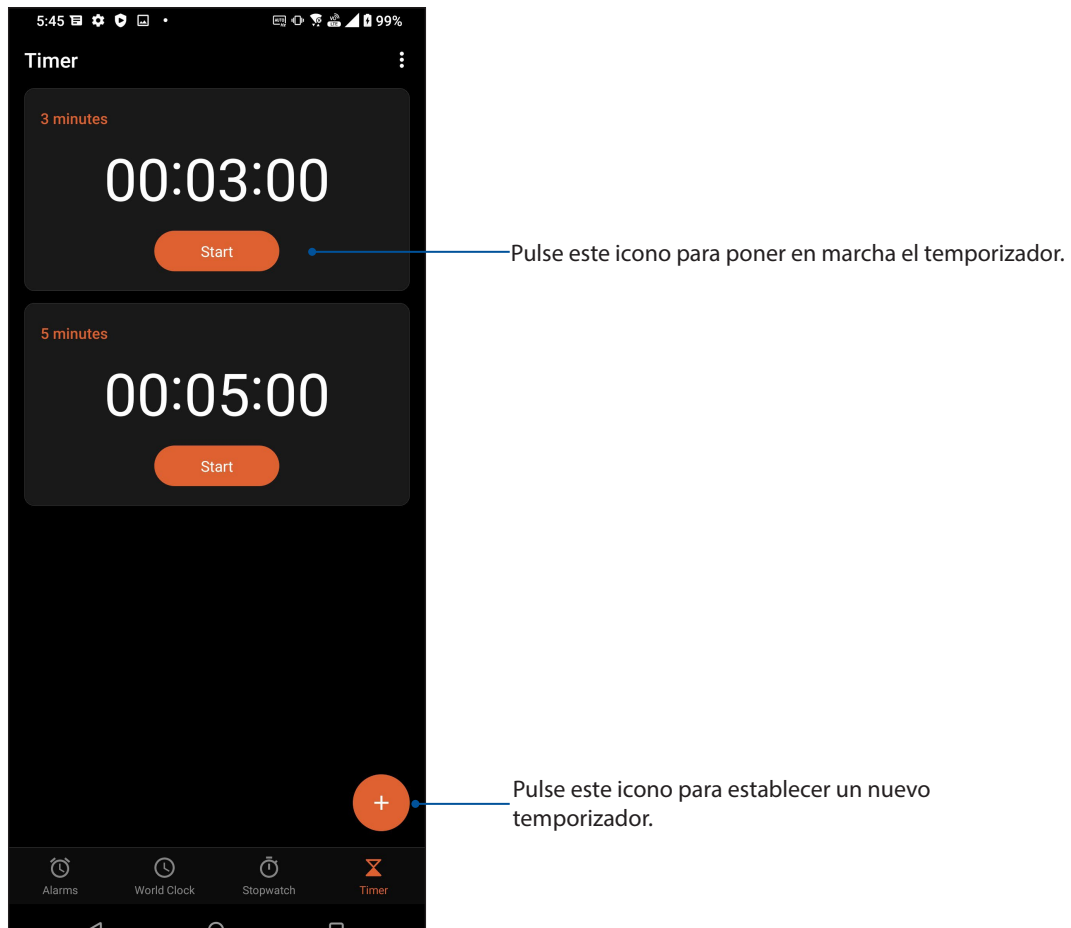 5:45 99%
Timer
3 minutes
00:03:00
Start
Pulse este icono para poner en marcha el temporizador.
5 minutes
00:05:00
Start
+
Pulse este icono para establecer un nuevo
temporizador.
Alarms World Clock Stopwatch Timer